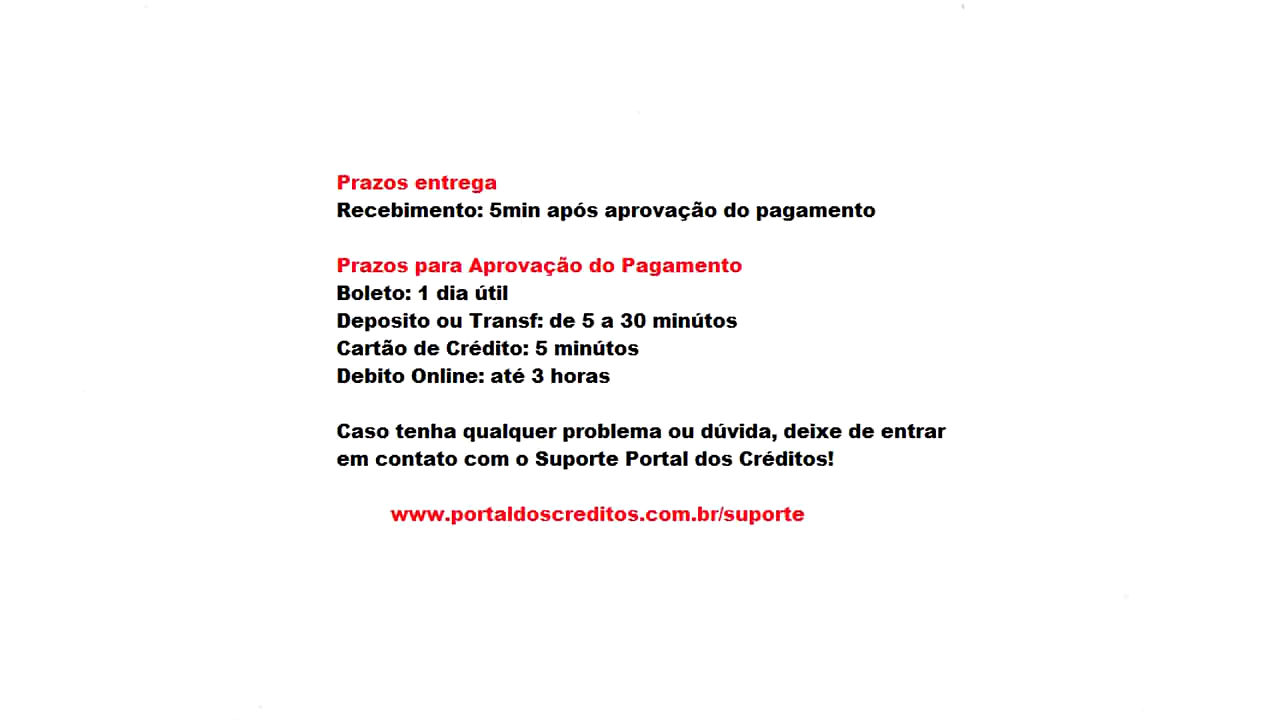 Prazos entrega
Recebimento: 5min após aprovação do pagamento
Prazos para Aprovação do Pagamento
Boleto: 1 dia útil
Deposito ou Transf: de 5 a 30 minútos
Cartão de Crédito: 5 minútos
Debito Online: até 3 horas
Caso tenha qualquer problema ou dúvida, deixe de entrar
em contato com o Suporte Portal dos Créditos!
www.portaldoscreditos.com.br/suporte